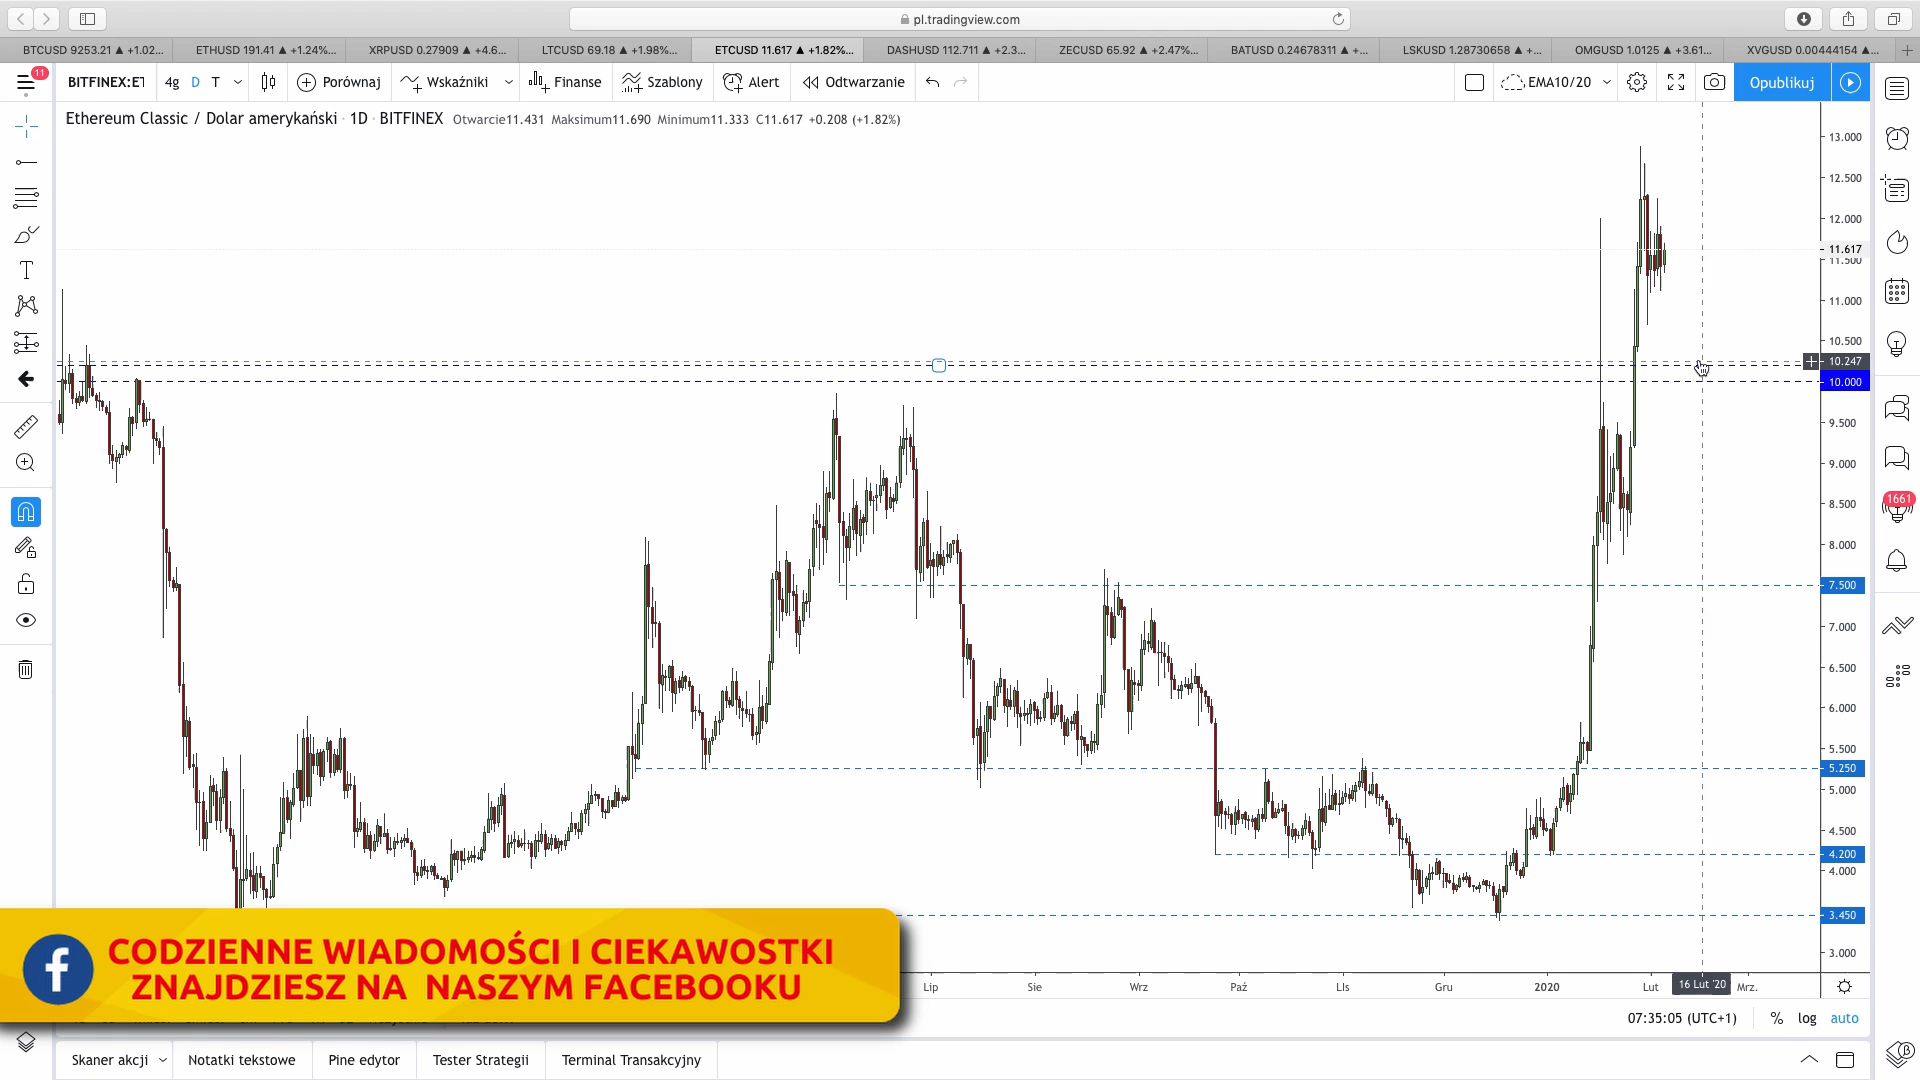 pl.tradingview.com
BTCUSD 9253.21 ▲ +1.02...
ETHUSD 191.41 ▲ +1.24%...
XRPUSD 0.27909 ▲ +4.6...
LTCUSD 69.18 ▲ +1.98%...
ETCUSD 11.617 ▲ +1.82%...
DASHUSD 112.711 ▲ +2.3...
ZECUSD 65.92 ▲ +2.47%...
BATUSD 0.24678311 ▲ +...
LSKUSD 1.28730658 ▲ +...
OMGUSD 1.0125 ▲ +3.61...
XVGUSD 0.00444154 ▲...
11
BITFINEX:ET
4g
D
T
Porównaj
Wskaźniki
Finanse
Szablony
Alert
Odtwarzanie
EMA10/20
Opublikuj
Ethereum Classic / Dolar amerykański · 1D · BITFINEX Otwarcie11.431 Maksimum11.690 Minimum11.333 C11.617 +0.208 (+1.82%)
13.000
12.500
12.000
11.617
11.500
11.000
10.500
10.247
10.000
9.500
9.000
8.500
8.000
7.500
7.000
6.500
6.000
5.500
5.250
5.000
4.500
4.200
4.000
3.450
3.000
1661
CODZIENNE WIADOMOŚCI I CIEKAWOSTKI
ZNAJDZIESZ NA NASZYM FACEBOOKU
Lip
Sie
Wrz
Paź
LIs
Gru
2020
Lut
16 Lut '20
Mrz.
07:35:05 (UTC+1)
%
log
auto
Skaner akcji
Notatki tekstowe
Pine edytor
Tester Strategii
Terminal Transakcyjny